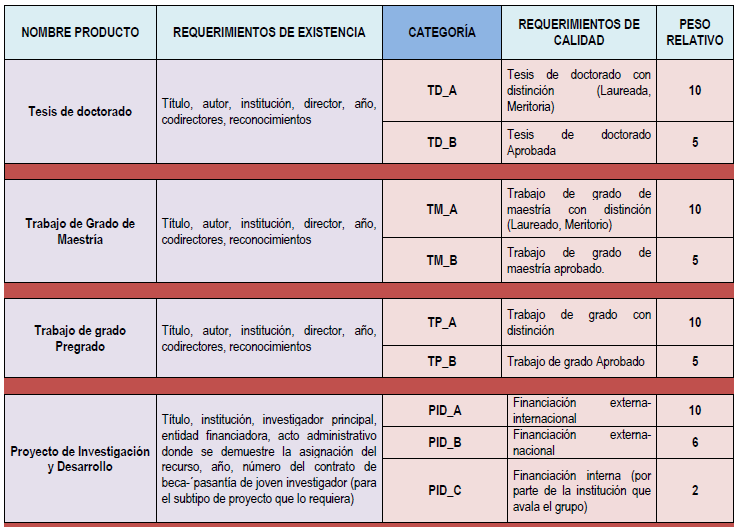 NOMBRE PRODUCTO
REQUERIMIENTOS DE EXISTENCIA
CATEGORÍA
REQUERIMIENTOS DE
CALIDAD
PESO
RELATIVO
Tesis de doctorado
Título, autor, institución, director, año,
codirectores, reconocimientos
TD_A
Tesis de doctorado con
distinción (Laureada,
Meritoria)
10
TD_B
Tesis de doctorado
Aprobada
5
Trabajo de Grado de
Maestría
Título, autor, institución, director, año,
codirectores, reconocimientos
TM_A
Trabajo de grado de
maestría con distinción
(Laureado, Meritorio)
10
TM_B
Trabajo de grado de
maestría aprobado.
5
Trabajo de grado
Pregrado
Título, autor, institución, director, año,
codirectores, reconocimientos
TP_A
Trabajo de grado con
distinción
10
TP_B
Trabajo de grado Aprobado
5
Proyecto de Investigación
y Desarrollo
Título, institución, investigador principal,
entidad financiadora, acto administrativo
donde se demuestre la asignación del
recurso, año, número del contrato de
beca-´pasantía de joven investigador (para
el subtipo de proyecto que lo requiera)
PID_A
Financiación externa-
internacional
10
PID_B
Financiación externa-
nacional
6
PID_C
Financiación interna (por
parte de la institución que
avala el grupo)
2